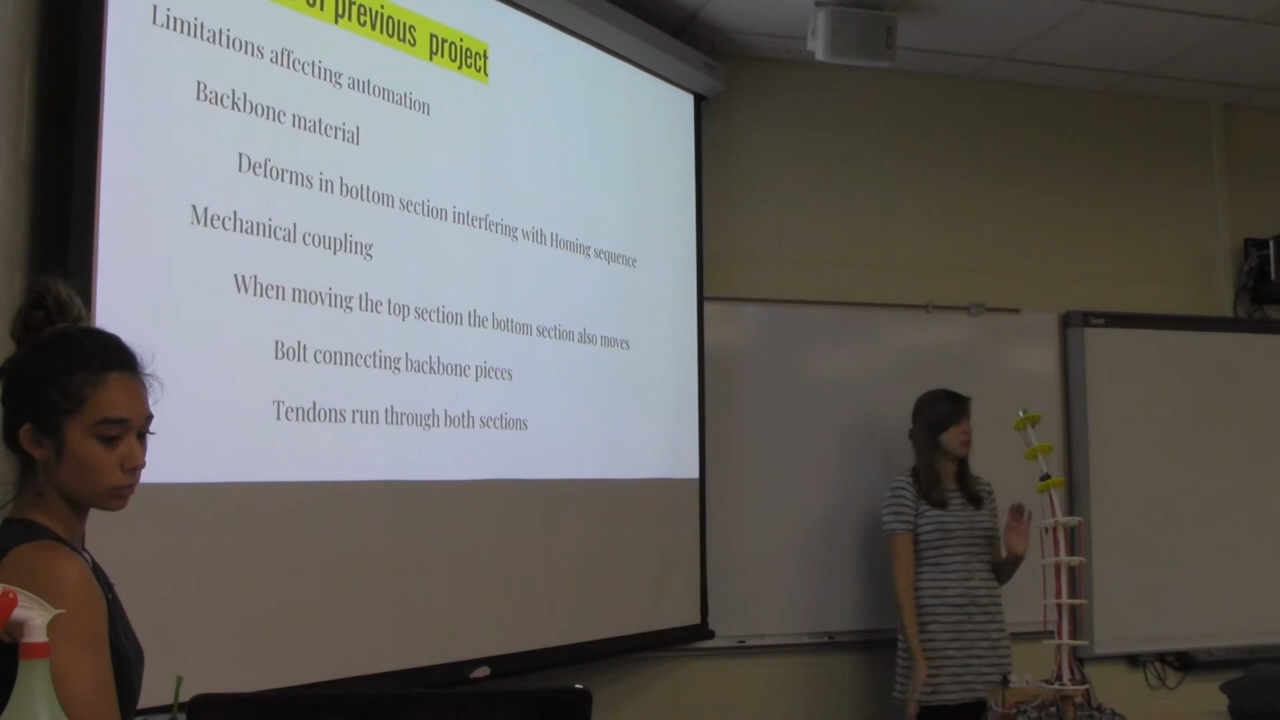 of previous project
Limitations affecting automation
Backbone material
Deforms in bottom section interfering with Homing sequence
Mechanical coupling
When moving the top section the bottom section also moves
Bolt connecting backbone pieces
Tendons run through both sections